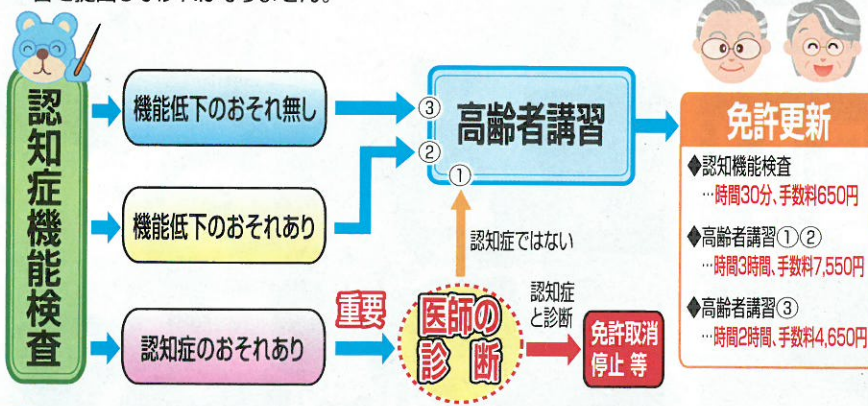 認知症機能検査
機能低下のおそれ無し
機能低下のおそれあり
認知症のおそれあり
重要
医師の
診断
認知症ではない
認知症
と診断
免許取消
停止 等
③
②
①
高齢者講習
免許更新
◆認知機能検査
…時間30分、手数料650円
◆高齢者講習①②
…時間3時間、手数料7,550円
◆高齢者講習③
…時間2時間、手数料4,650円